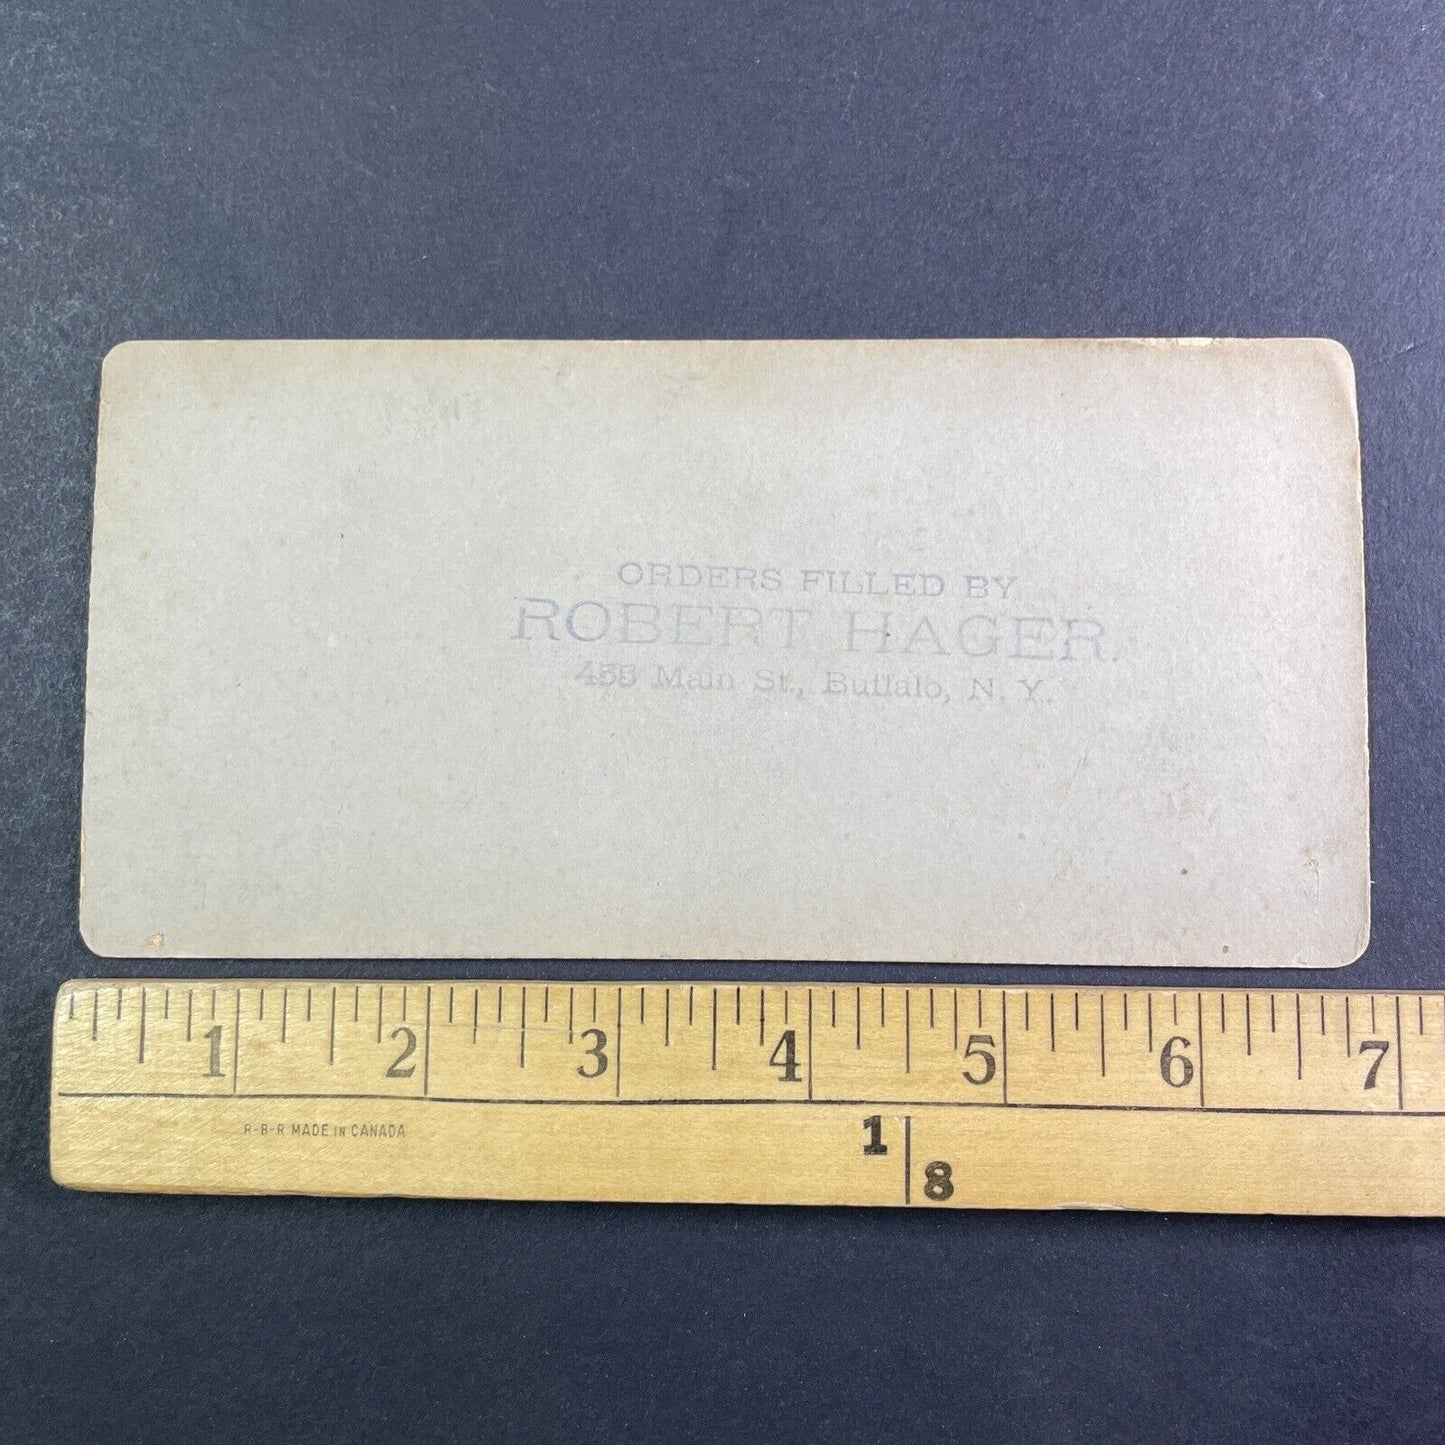 ORDERS FILLED BY
ROBERT HAGER.
455 Main St., Buffalo, N. Y.
1 2 3 4 5 6 7
R-B-R MADE IN CANADA
1
8